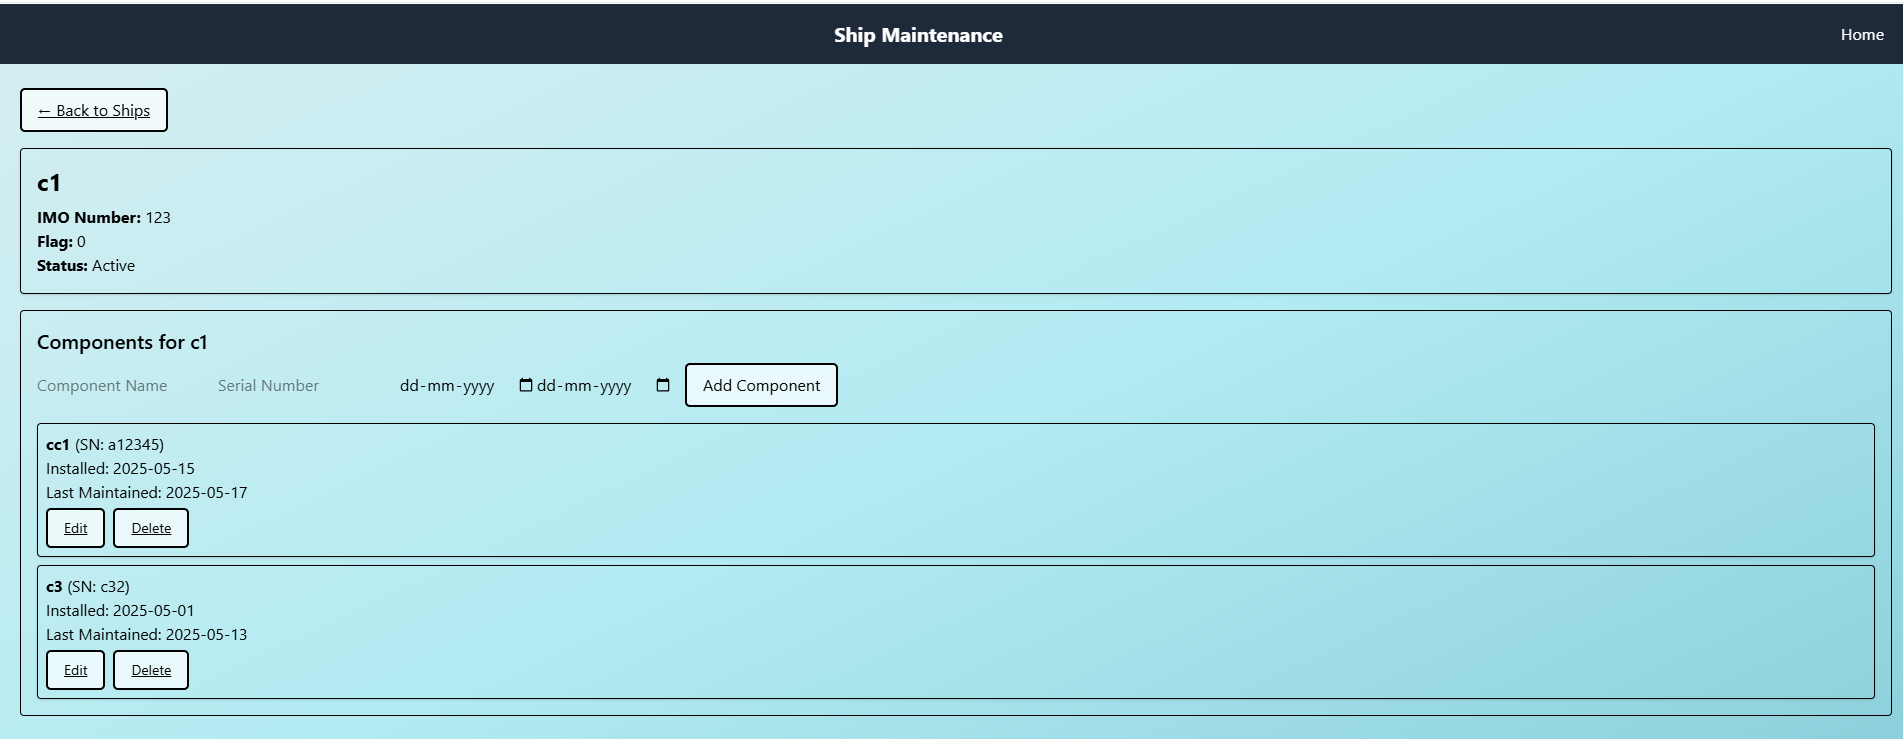 Ship Maintenance
Home
← Back to Ships
c1
IMO Number: 123
Flag: 0
Status: Active
Components for c1
Component Name Serial Number dd-mm-yyyy dd-mm-yyyy Add Component
cc1 (SN: a12345)
Installed: 2025-05-15
Last Maintained: 2025-05-17
Edit Delete
c3 (SN: c32)
Installed: 2025-05-01
Last Maintained: 2025-05-13
Edit Delete